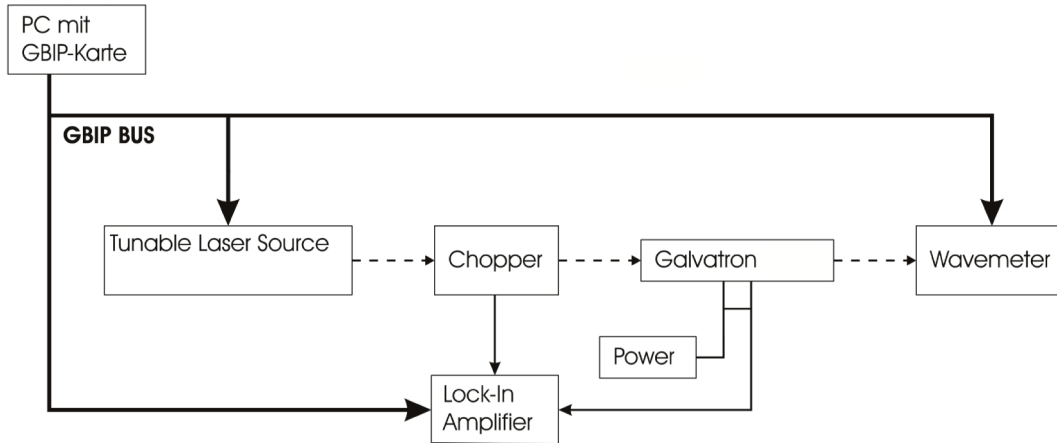 PC mit
GBIP-Karte
GBIP BUS
Tunable Laser Source
Chopper
Galvatron
Wavemeter
Power
Lock-In
Amplifier